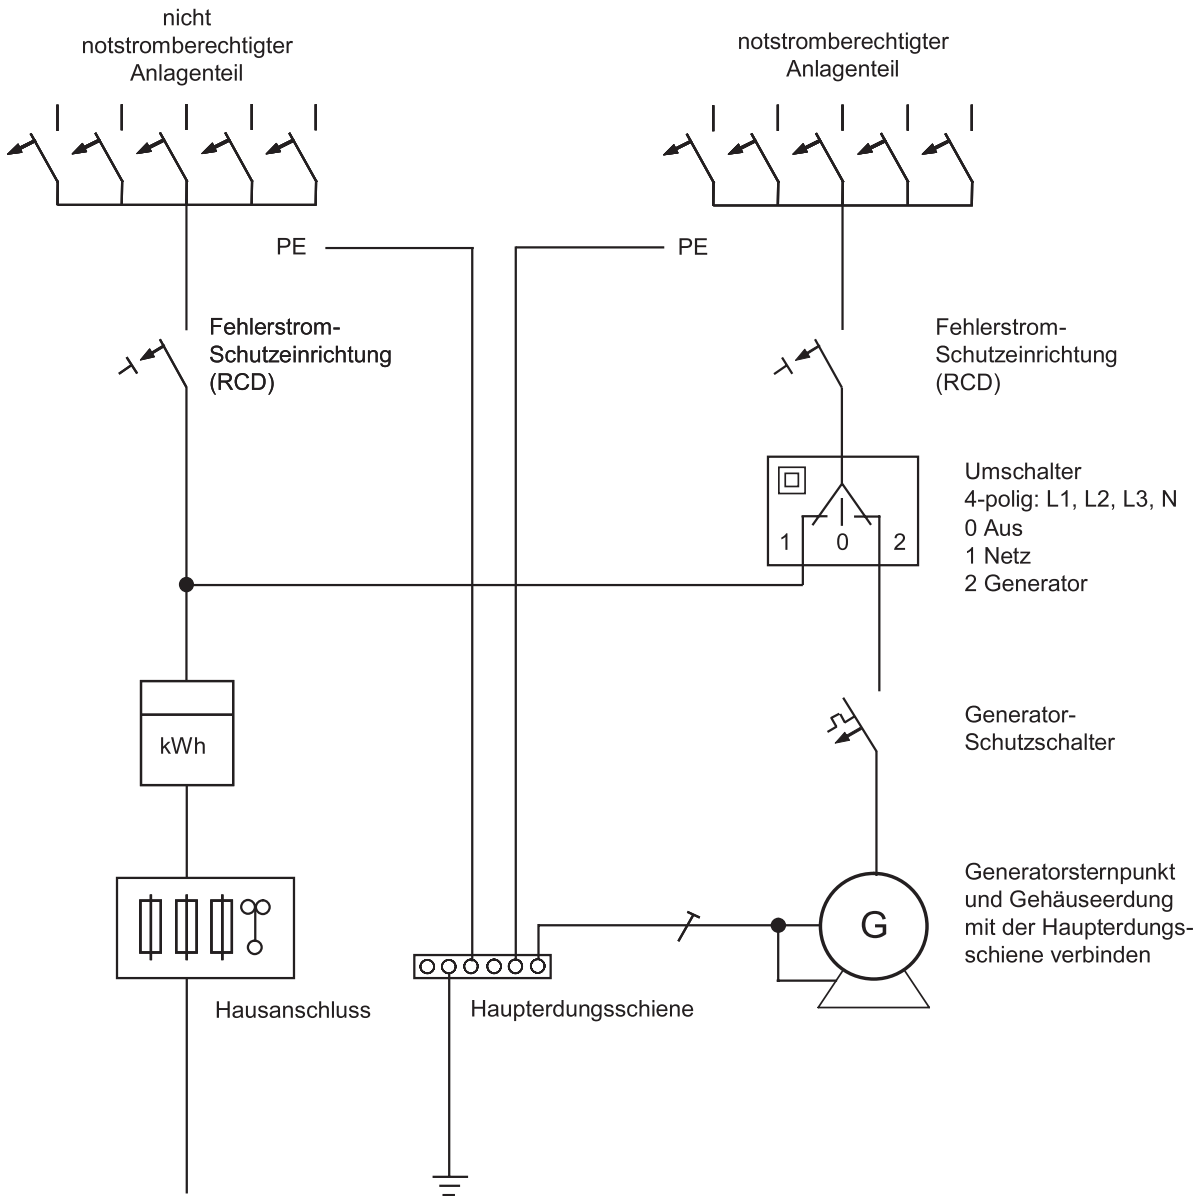 nicht
notstromberechtigter
Anlagenteil
notstromberechtigter
Anlagenteil
PE
PE
Fehlerstrom-
Schutzeinrichtung
(RCD)
Fehlerstrom-
Schutzeinrichtung
(RCD)
1 0 2
Umschalter
4-polig: L1, L2, L3, N
0 Aus
1 Netz
2 Generator
kWh
Generator-
Schutzschalter
G
Generatorsternpunkt
und Gehäuseerdung
mit der Haupterdungs-
schiene verbinden
Hausanschluss
Haupterdungsschiene